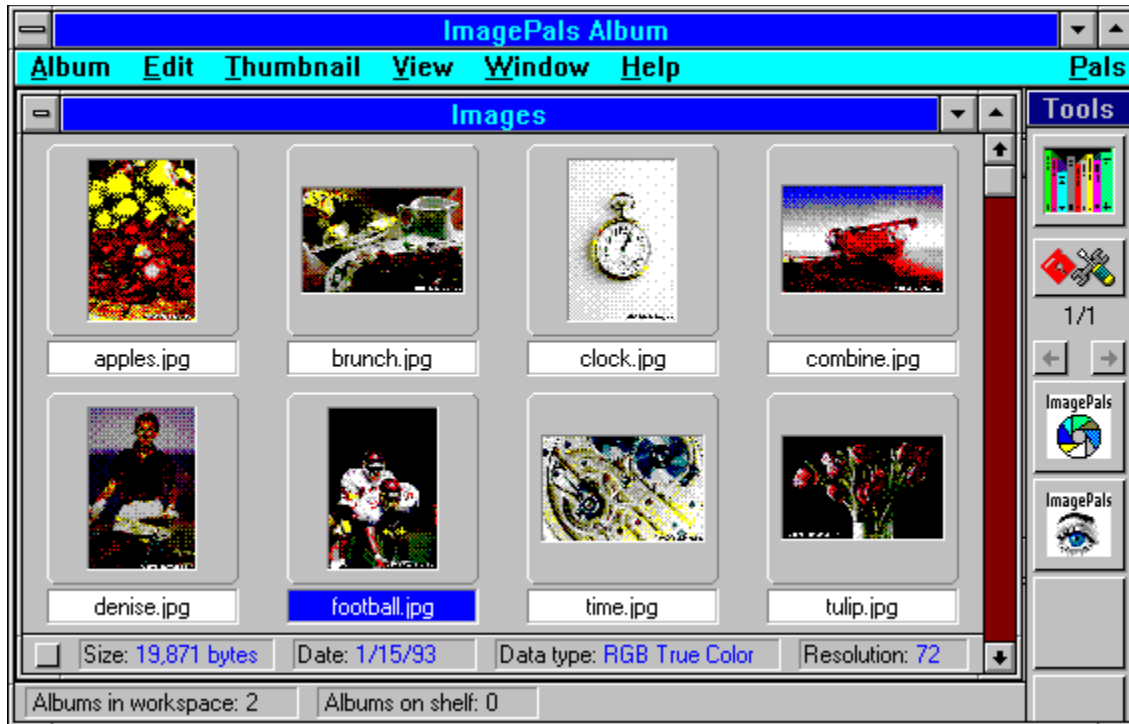 ImagePals Album
Album Edit Thumbnail View Window Help Pals
Images
Tools
apples.jpg brunch.jpg clock.jpg combine.jpg
1/1
ImagePals
ImagePals
denise.jpg football.jpg time.jpg tulip.jpg
Size: 19,871 bytes Date: 1/15/93 Data type: RGB True Color Resolution: 72
Albums in workspace: 2 Albums on shelf: 0